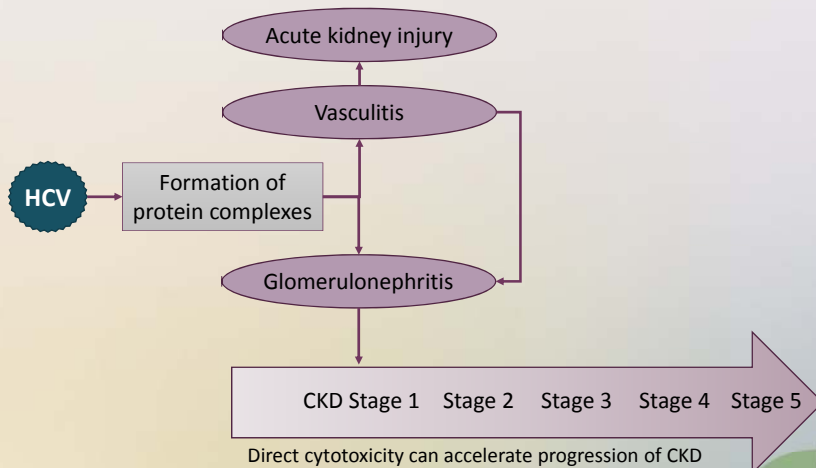 Acute kidney injury
Vasculitis
HCV
Formation of
protein complexes
Glomerulonephritis
CKD Stage 1 Stage 2 Stage 3 Stage 4 Stage 5
Direct cytotoxicity can accelerate progression of CKD